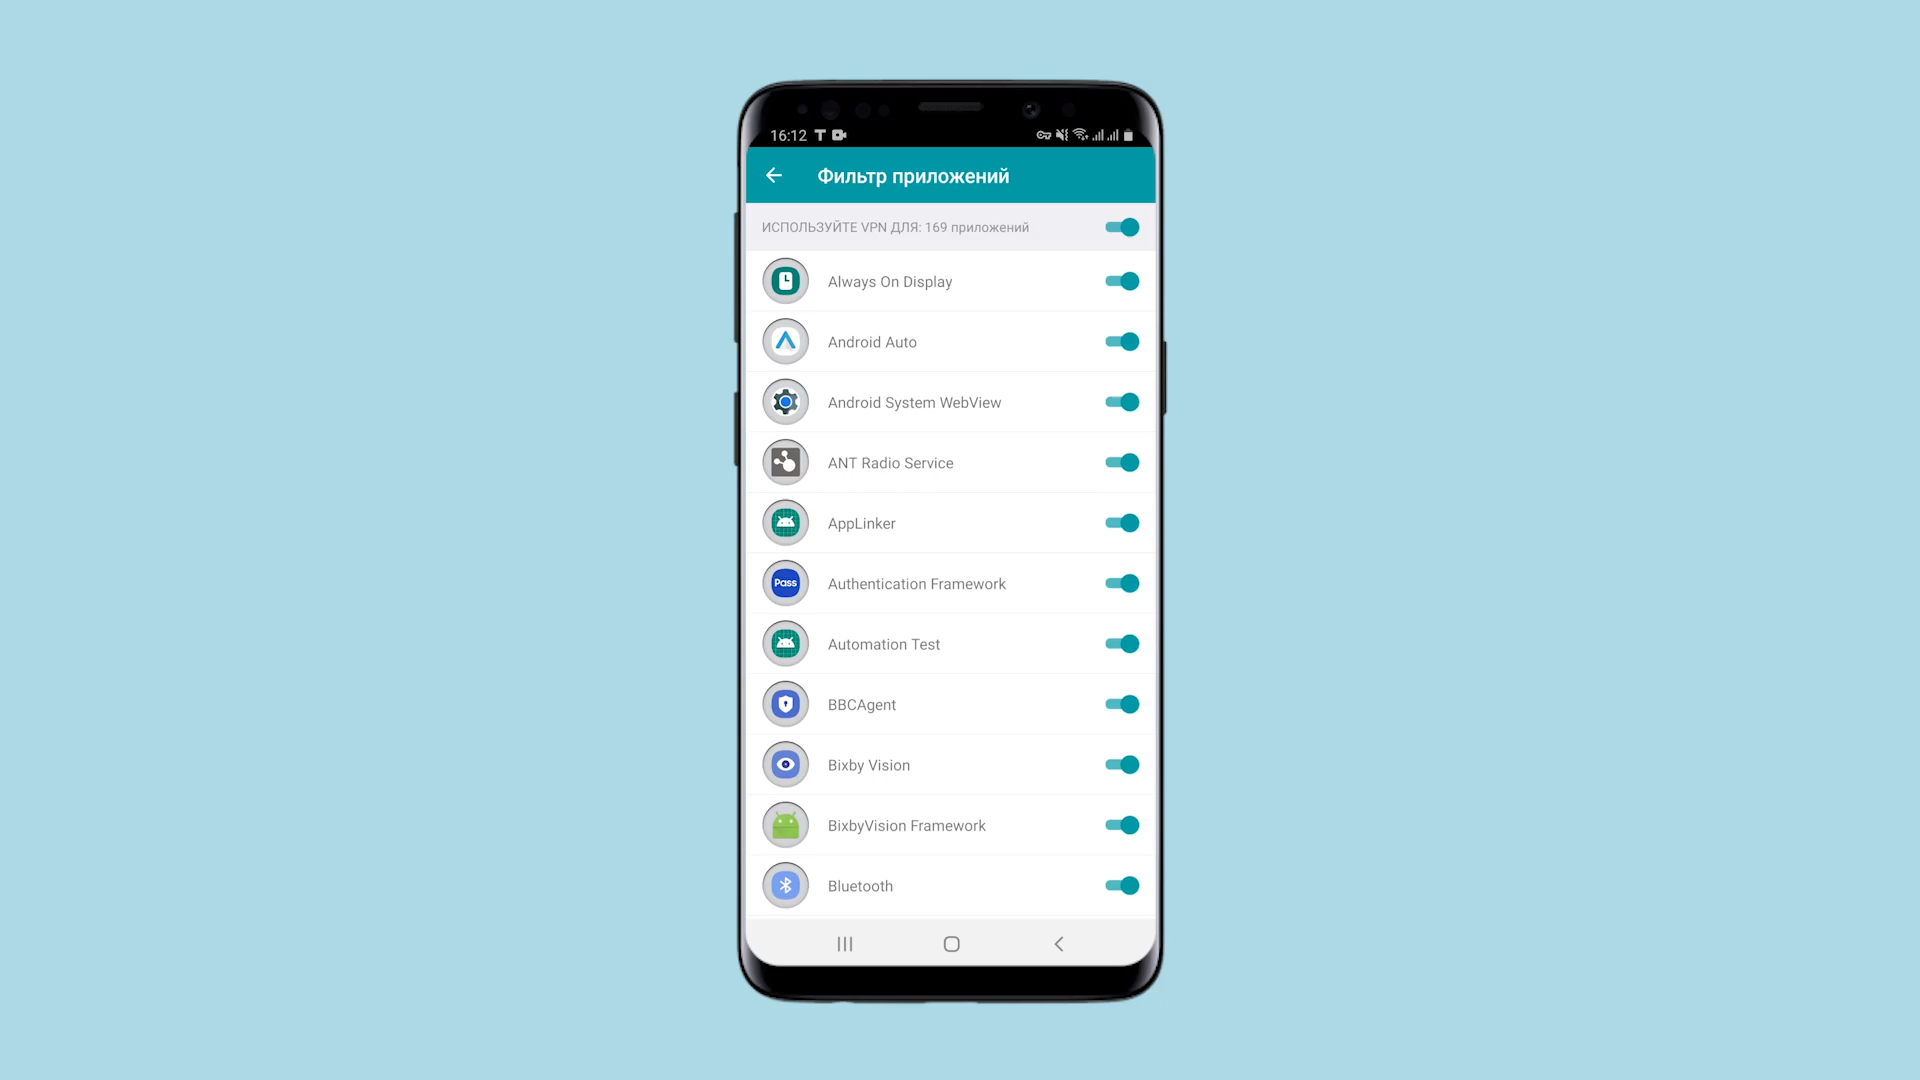 16:12
Фильтр приложений
ИСПОЛЬЗУЙТЕ VPN ДЛЯ: 169 приложений
Always On Display
Android Auto
Android System WebView
ANT Radio Service
AppLinker
Pass Authentication Framework
Automation Test
BBCAgent
Bixby Vision
BixbyVision Framework
Bluetooth